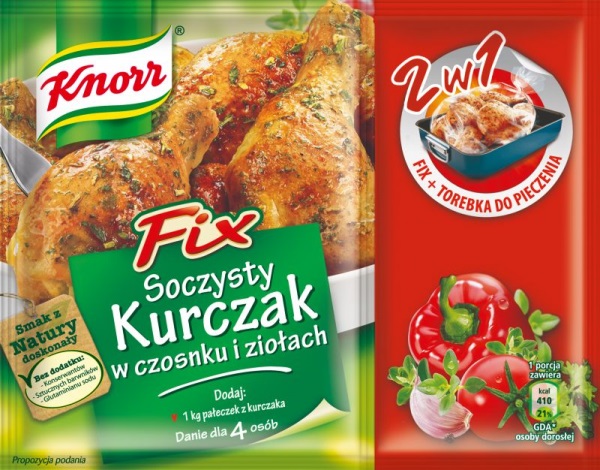 Knorr®
Fix
Soczysty
Kurczak
w czosnku i ziołach
Dodaj:
1 kg pałeczek z kurczaka
Danie dla 4 osób
Smak z
Natury
doskonały
Bez dodatku:
- Konserwantów
- Sztucznych barwników
- Glutaminianu sodu
Propozycja podania
2w1
FIX + TOREBKA DO PIECZENIA
1 porcja
zawiera
kcal
410
21%
GDA*
osoby dorosłej